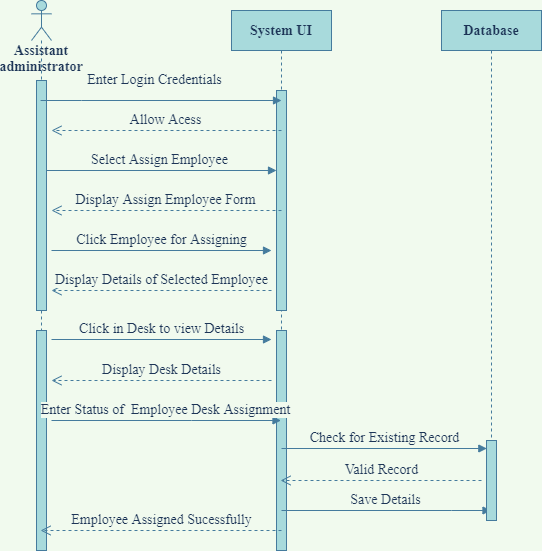 System UI
Database
Assistant
administrator
Enter Login Credentials
Allow Acess
Select Assign Employee
Display Assign Employee Form
Click Employee for Assigning
Display Details of Selected Employee
Click in Desk to view Details
Display Desk Details
Enter Status of Employee Desk Assignment
Check for Existing Record
Valid Record
Save Details
Employee Assigned Sucessfully